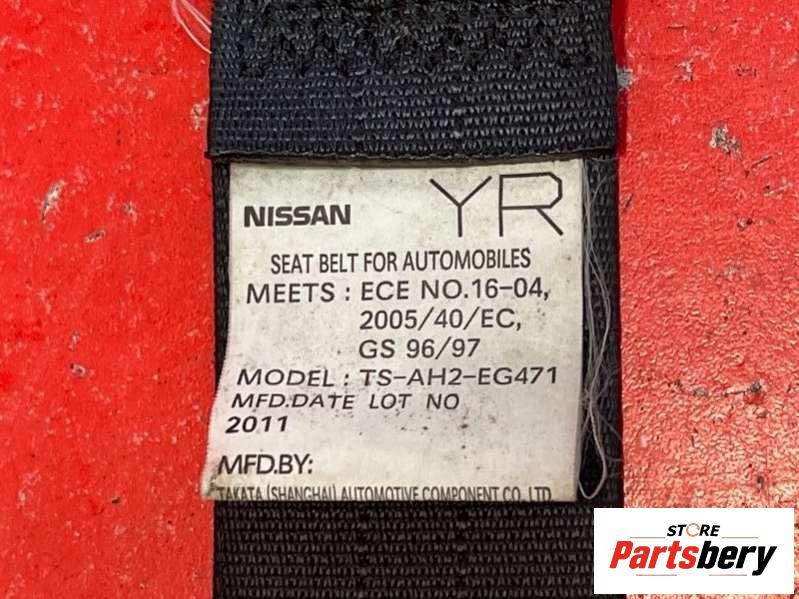 NISSAN YR
SEAT BELT FOR AUTOMOBILES
MEETS : ECE NO.16-04,
2005/40/EC,
GS 96/97
MODEL : TS-AH2-EG471
MFD.DATE LOT NO
2011
MFD.BY:
TAKATA (SHANGHAI) AUTOMOTIVE COMPONENT CO. LTD
STORE
Partsbery